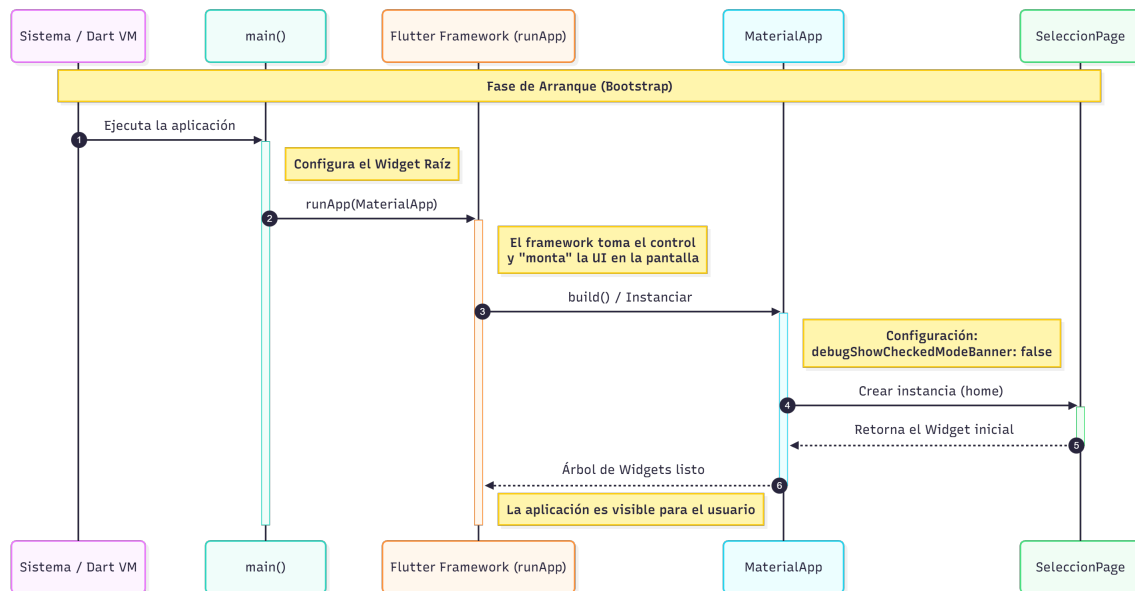 Sistema / Dart VM
main()
Flutter Framework (runApp)
MaterialApp
SeleccionPage
Fase de Arranque (Bootstrap)
Ejecuta la aplicación
1
Configura el Widget Raíz
runApp(MaterialApp)
2
El framework toma el control
y "monta" la UI en la pantalla
build() / Instanciar
3
Configuración:
debugShowCheckedModeBanner: false
Crear instancia (home)
4
Retorna el Widget inicial
5
Árbol de Widgets listo
6
La aplicación es visible para el usuario
Sistema / Dart VM
main()
Flutter Framework (runApp)
MaterialApp
SeleccionPage